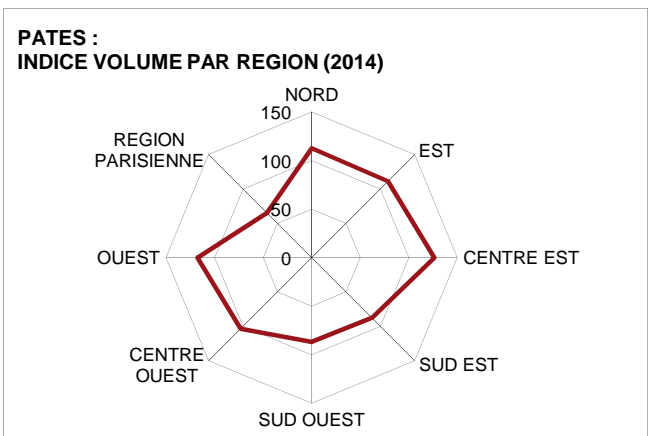 PATES :
INDICE VOLUME PAR REGION (2014)
NORD
150
REGION
PARISIENNE
EST
100
50
OUEST
0
CENTRE EST
CENTRE
OUEST
SUD EST
SUD OUEST